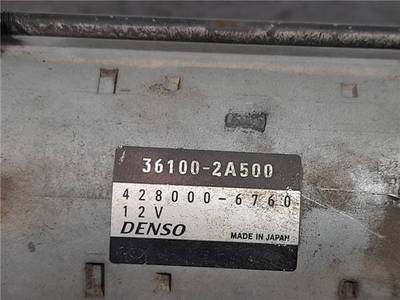 36100-2A500
428000-6760
12V
DENSO MADE IN JAPAN